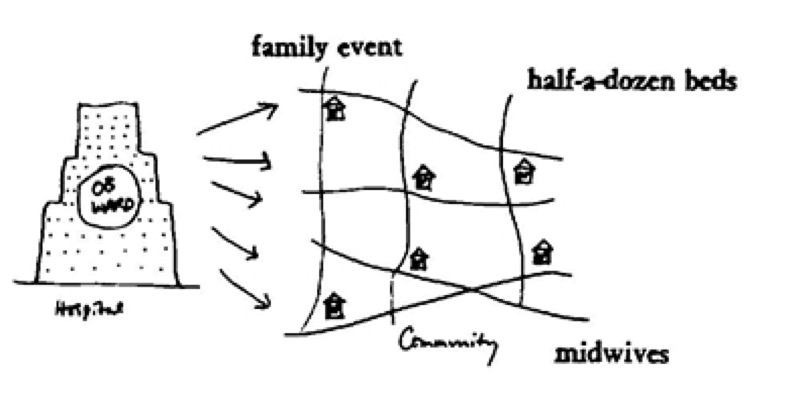 family event
half-a-dozen beds
OB
WARD
Hospital
Community
midwives